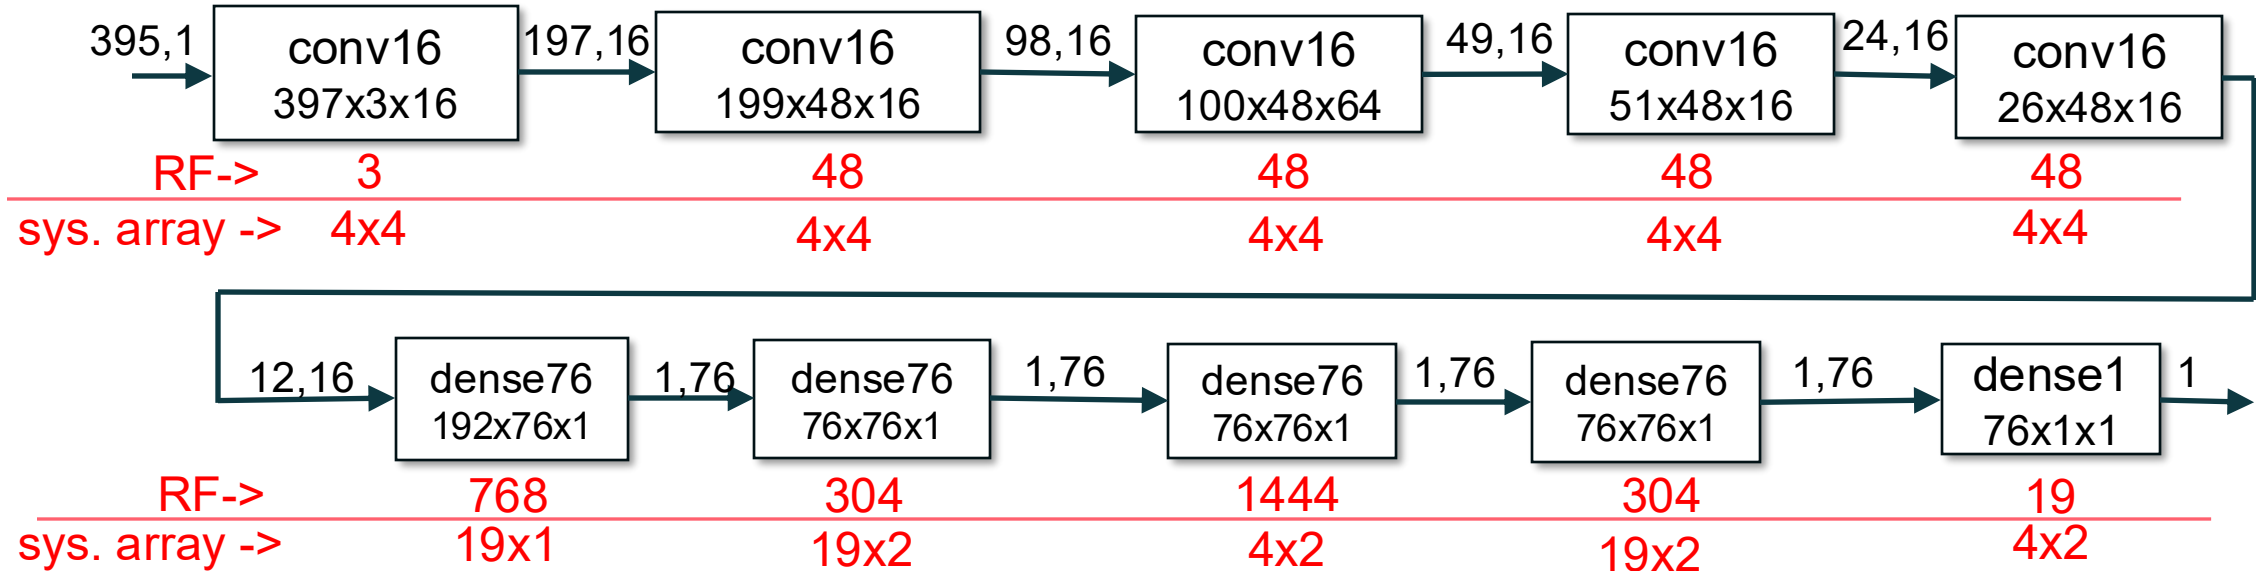 395,1
conv16
397x3x16
197,16
conv16
199x48x16
98,16
conv16
100x48x64
49,16
conv16
51x48x16
24,16
conv16
26x48x16
RF-> 3 48 48 48 48
sys. array -> 4x4 4x4 4x4 4x4 4x4
12,16
dense76
192x76x1
1,76
dense76
76x76x1
1,76
dense76
76x76x1
1,76
dense76
76x76x1
1,76
dense1
76x1x1
1
RF-> 768 304 1444 304 19
sys. array -> 19x1 19x2 4x2 19x2 4x2